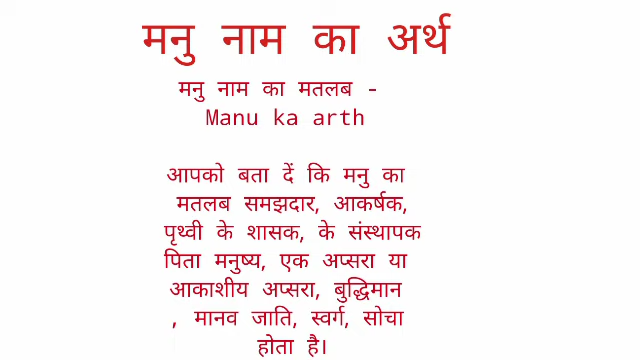 मनु नाम का अर्थ
मनु नाम का मतलब -
Manu ka arth
आपको बता दें कि मनु का
मतलब समझदार, आकर्षक,
पृथ्वी के शासक, के संस्थापक
पिता मनुष्य, एक अप्सरा या
आकाशीय अप्सरा, बुद्धिमान
, मानव जाति, स्वर्ग, सोचा
होता है।